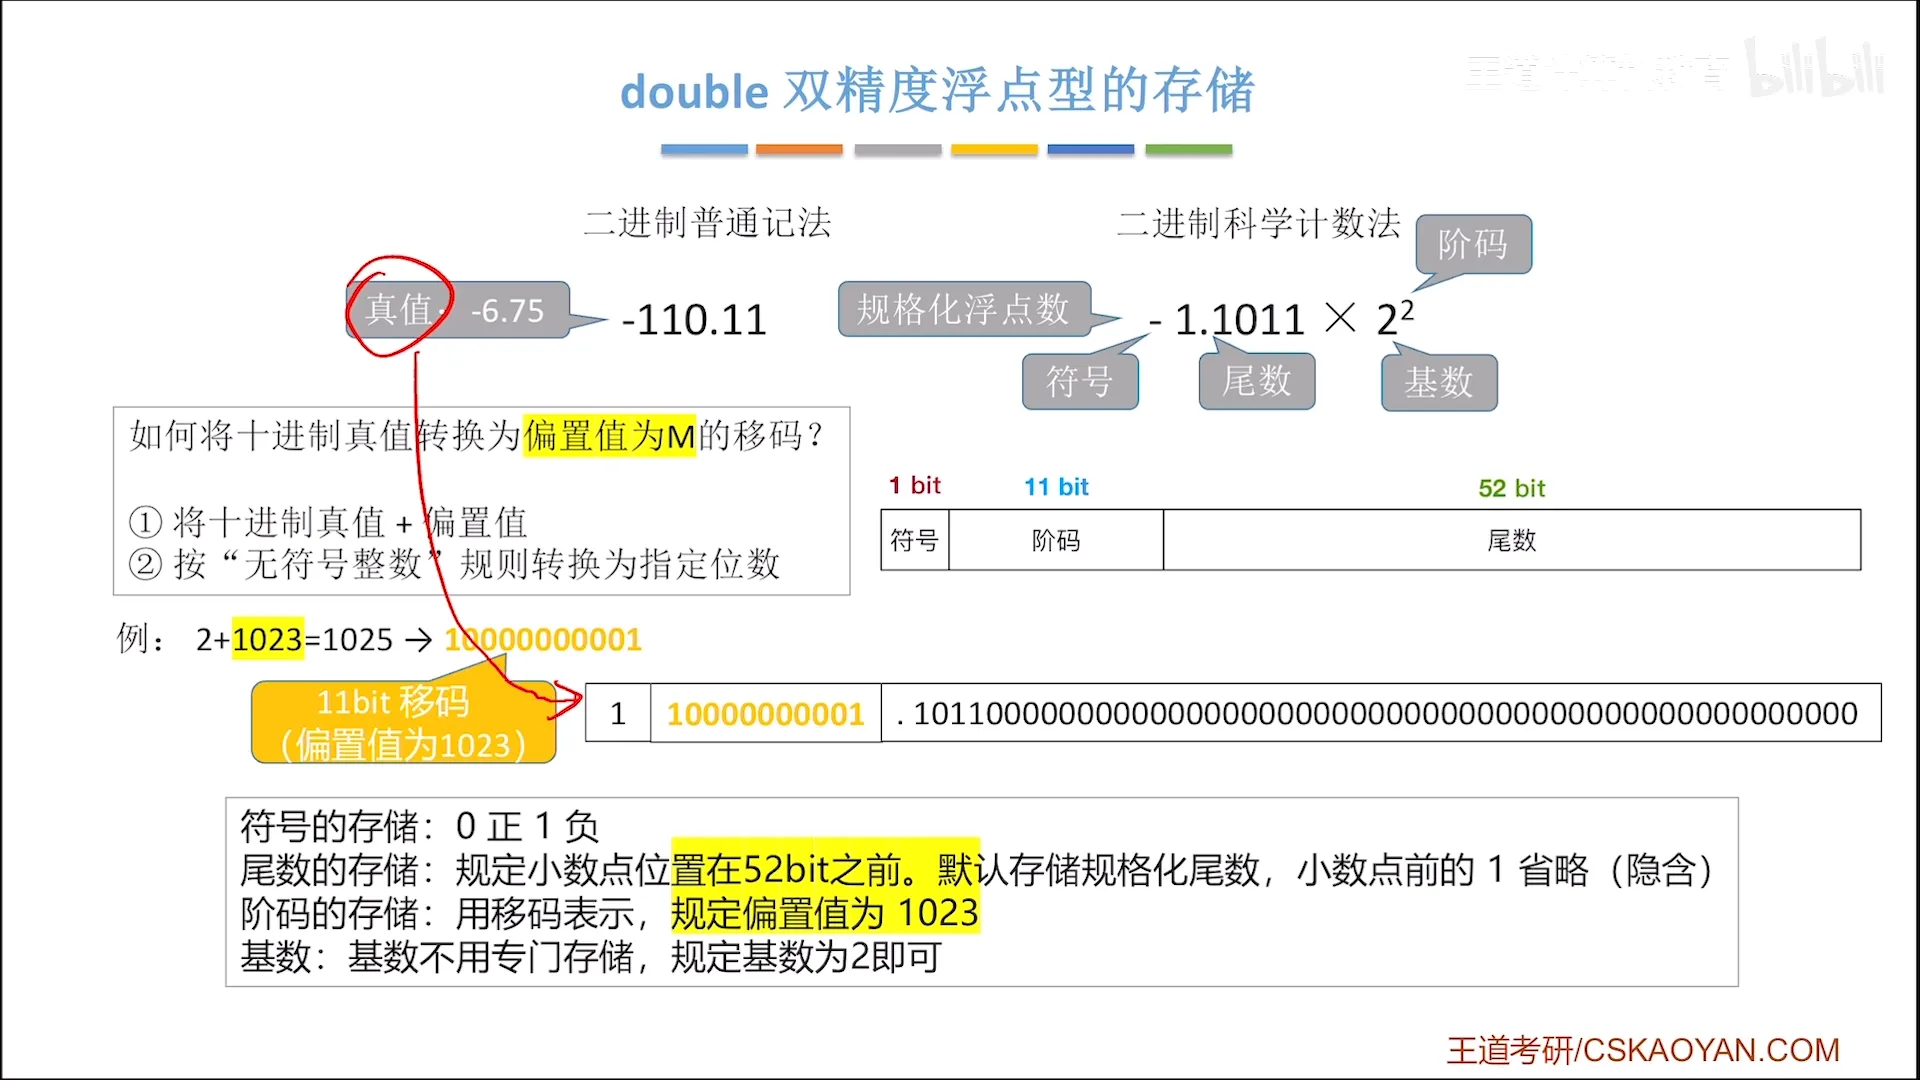 double 双精度浮点型的存储
bilibili
二进制普通记法
二进制科学计数法
阶码
真值：-6.75
-110.11
规格化浮点数
- 1.1011 × 2²
符号
尾数
基数
如何将十进制真值转换为偏置值为M的移码？
① 将十进制真值 + 偏置值
② 按“无符号整数”规则转换为指定位数
1 bit
11 bit
52 bit
符号
阶码
尾数
例： 2+1023=1025 → 10000000001
11bit 移码
（偏置值为1023）
1
10000000001
. 1011000000000000000000000000000000000000000000000000
符号的存储：0 正 1 负
尾数的存储：规定小数点位置在52bit之前。默认存储规格化尾数，小数点前的 1 省略（隐含）
阶码的存储：用移码表示，规定偏置值为 1023
基数：基数不用专门存储，规定基数为2即可
王道考研/CSKAOYAN.COM